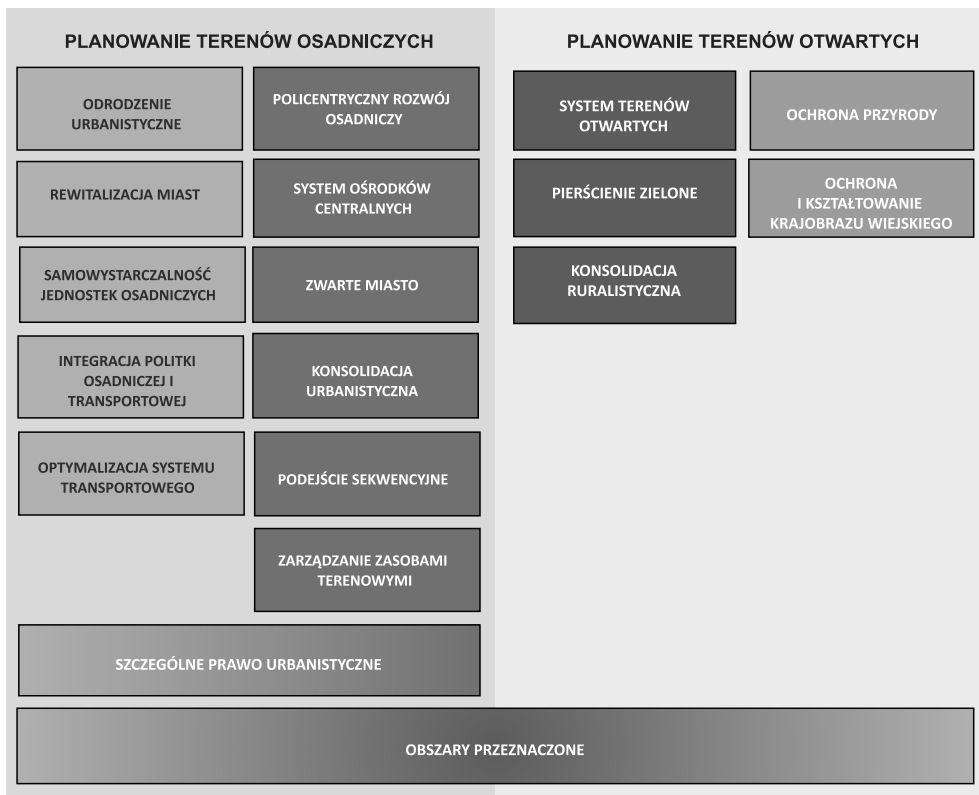 PLANOWANIE TERENÓW OSADNICZYCH
ODRODZENIE
URBANISTYCZNE
POLICENTRYCZNY ROZWÓJ
OSADNICZY
REWITALIZACJA MIAST
SYSTEM OŚRODKÓW
CENTRALNYCH
SAMOWYSTARCZALNOŚĆ
JEDNOSTEK OSADNICZYCH
ZWARTE MIASTO
INTEGRACJA POLITKI
OSADNICZEJ I
TRANSPORTOWEJ
KONSOLIDACJA
URBANISTYCZNA
OPTYMALIZACJA SYSTEMU
TRANSPORTOWEGO
PODEJŚCIE SEKWENCYJNE
ZARZĄDZANIE ZASOBAMI
TERENOWYMI
SZCZEGÓLNE PRAWO URBANISTYCZNE
PLANOWANIE TERENÓW OTWARTYCH
SYSTEM TERENÓW
OTWARTYCH
OCHRONA PRZYRODY
PIERŚCIENIE ZIELONE
OCHRONA
I KSZTAŁTOWANIE
KRAJOBRAZU WIEJSKIEGO
KONSOLIDACJA
RURALISTYCZNA
OBSZARY PRZEZNACZONE